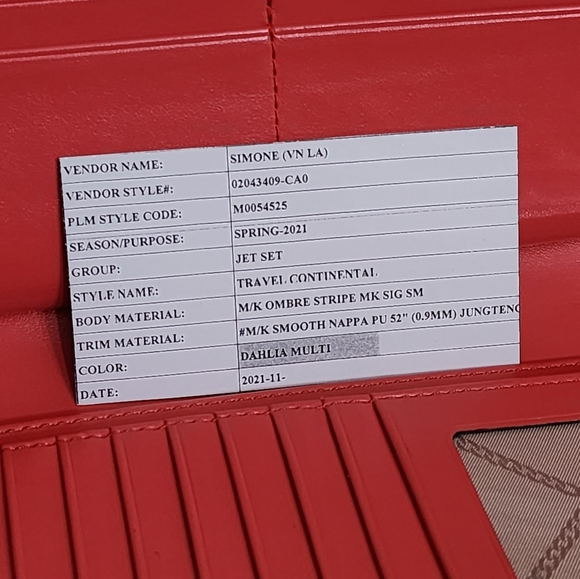 VENDOR NAME: SIMONE (VN LA)
VENDOR STYLE#: 02043409-CA0
PLM STYLE CODE: M0054525
SEASON/PURPOSE: SPRING-2021
GROUP: JET SET
STYLE NAME: TRAVEL CONTINENTAL
BODY MATERIAL: M/K OMBRE STRIPE MK SIG SM
TRIM MATERIAL: #M/K SMOOTH NAPPA PU 52" (0.9MM) JUNGTENG
COLOR: DAHLIA MULTI
DATE: 2021-11-